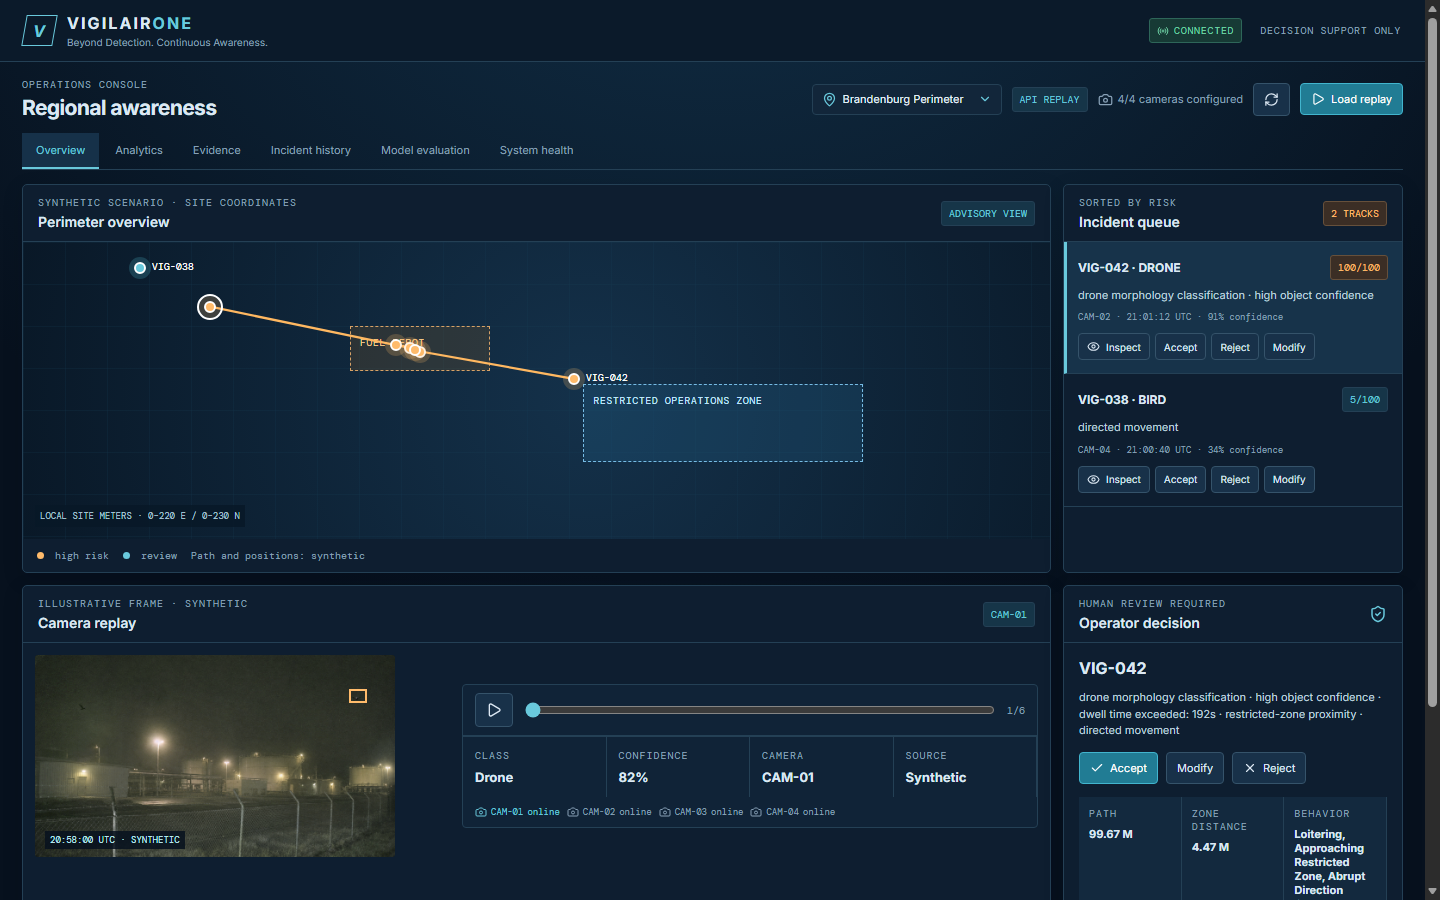 V
VIGILAIRONE
Beyond Detection. Continuous Awareness.
CONNECTED
DECISION SUPPORT ONLY
OPERATIONS CONSOLE
Regional awareness
Brandenburg Perimeter
API REPLAY
4/4 cameras configured
Load replay
Overview
Analytics
Evidence
Incident history
Model evaluation
System health
SYNTHETIC SCENARIO · SITE COORDINATES
Perimeter overview
ADVISORY VIEW
VIG-038
FUEL DEPOT
VIG-042
RESTRICTED OPERATIONS ZONE
LOCAL SITE METERS · 0-220 E / 0-230 N
high risk
review
Path and positions: synthetic
SORTED BY RISK
Incident queue
2 TRACKS
VIG-042 · DRONE
100/100
drone morphology classification · high object confidence
CAM-02 · 21:01:12 UTC · 91% confidence
Inspect
Accept
Reject
Modify
VIG-038 · BIRD
5/100
directed movement
CAM-04 · 21:00:40 UTC · 34% confidence
Inspect
Accept
Reject
Modify
ILLUSTRATIVE FRAME · SYNTHETIC
Camera replay
CAM-01
20:58:00 UTC · SYNTHETIC
1/6
CLASS
Drone
CONFIDENCE
82%
CAMERA
CAM-01
SOURCE
Synthetic
CAM-01 online
CAM-02 online
CAM-03 online
CAM-04 online
HUMAN REVIEW REQUIRED
Operator decision
VIG-042
drone morphology classification · high object confidence ·
dwell time exceeded: 192s · restricted-zone proximity ·
directed movement
Accept
Modify
Reject
PATH
99.67 M
ZONE
DISTANCE
4.47 M
BEHAVIOR
Loitering,
Approaching
Restricted
Zone, Abrupt
Direction